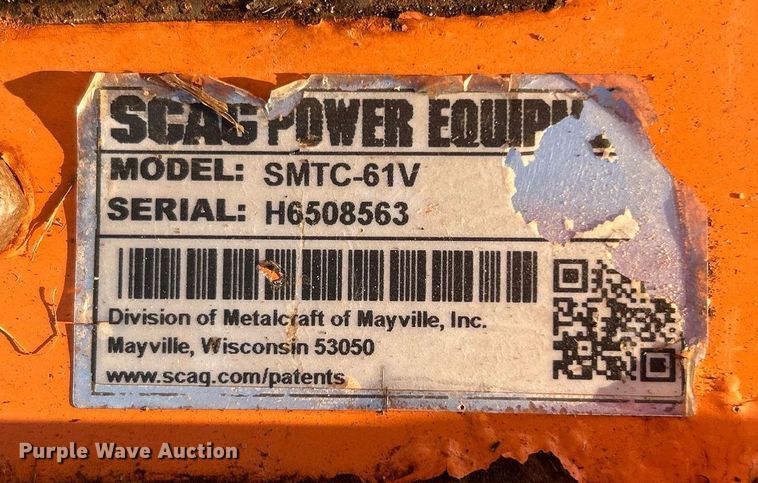 SCAG POWER EQUIPM
MODEL: SMTC-61V
SERIAL: H6508563
Division of Metalcraft of Mayville, Inc.
Mayville, Wisconsin 53050
www.scag.com/patents
Purple Wave Auction